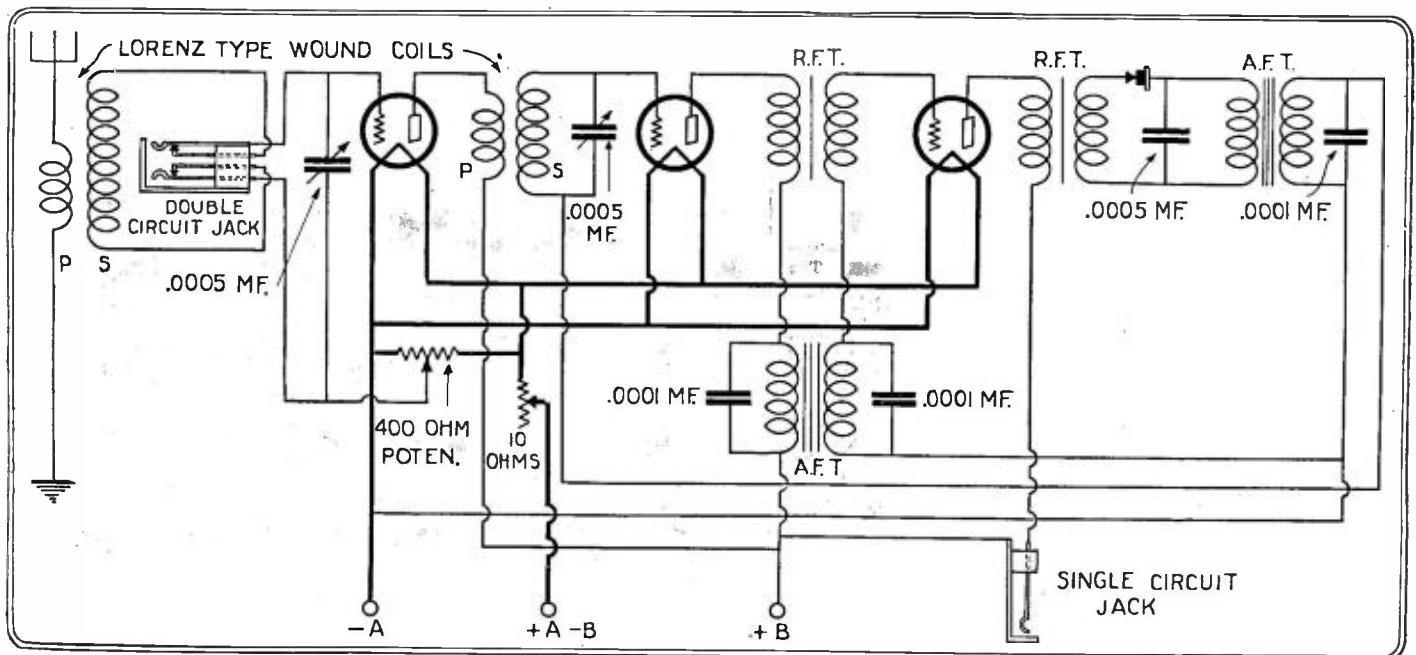 LORENZ TYPE WOUND COILS
R.F.T.
R.F.T.
A.F.T.
P
S
DOUBLE
CIRCUIT JACK
.0005 MF.
P
S
.0005
MF.
.0005 MF.
.0001 MF.
400 OHM
POTEN.
10
OHMS
.0001 MF.
.0001 MF.
A.F.T.
SINGLE CIRCUIT
JACK
-A
+A -B
+B